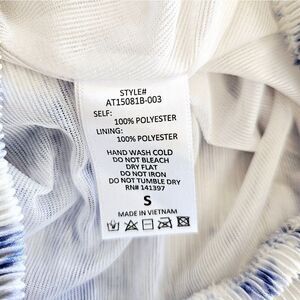 STYLE#
AT15081B-003
SELF:
100% POLYESTER
LINING:
100% POLYESTER
HAND WASH COLD
DO NOT BLEACH
DRY FLAT
DO NOT IRON
DO NOT TUMBLE DRY
RN# 141397
S
MADE IN VIETNAM